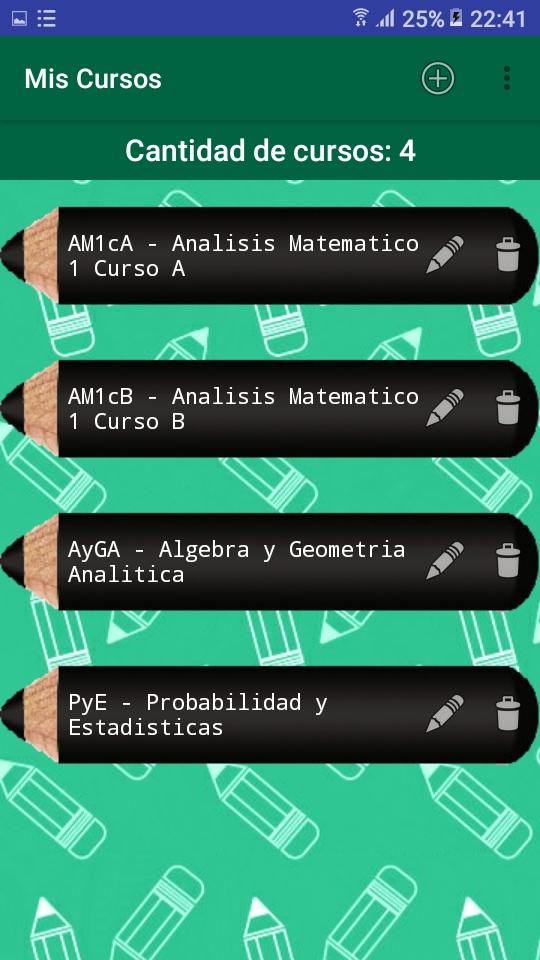 25% 22:41
Mis Cursos
Cantidad de cursos: 4
AM1cA - Analisis Matematico
1 Curso A
AM1cB - Analisis Matematico
1 Curso B
AyGA - Algebra y Geometria
Analitica
PyE - Probabilidad y
Estadisticas